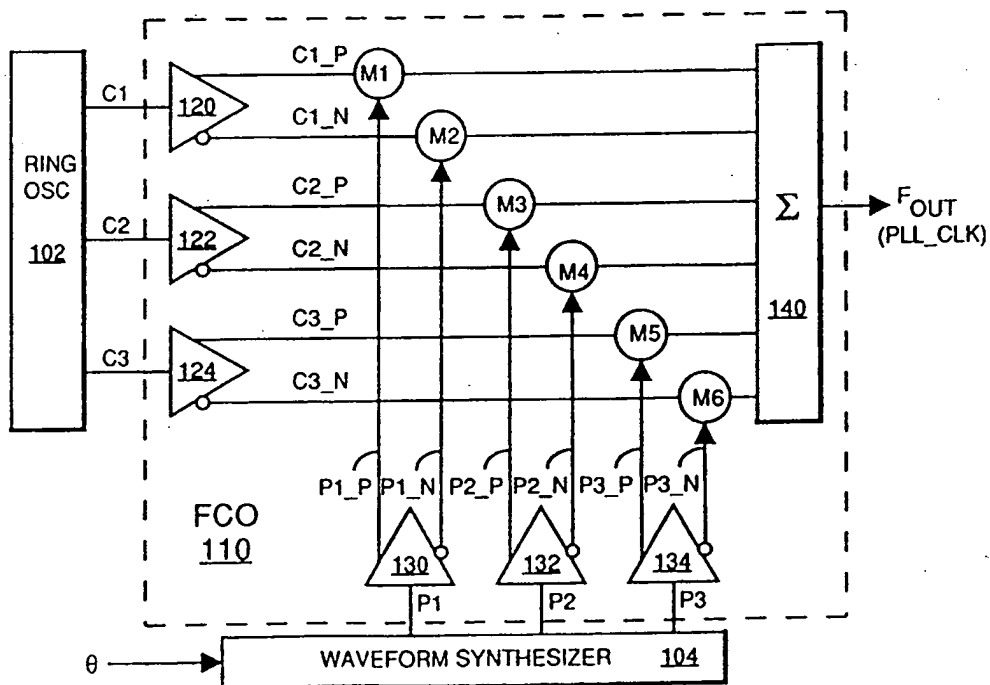 C1_P
M1
C1
120
C1_N
M2
RING
OSC
102
C2_P
M3
Σ
F OUT
(PLL_CLK)
C2
122
C2_N
M4
140
C3_P
M5
C3
124
C3_N
M6
P1_P P1_N P2_P P2_N P3_P P3_N
FCO
110
130 132 134
P1 P2 P3
θ
WAVEFORM SYNTHESIZER 104